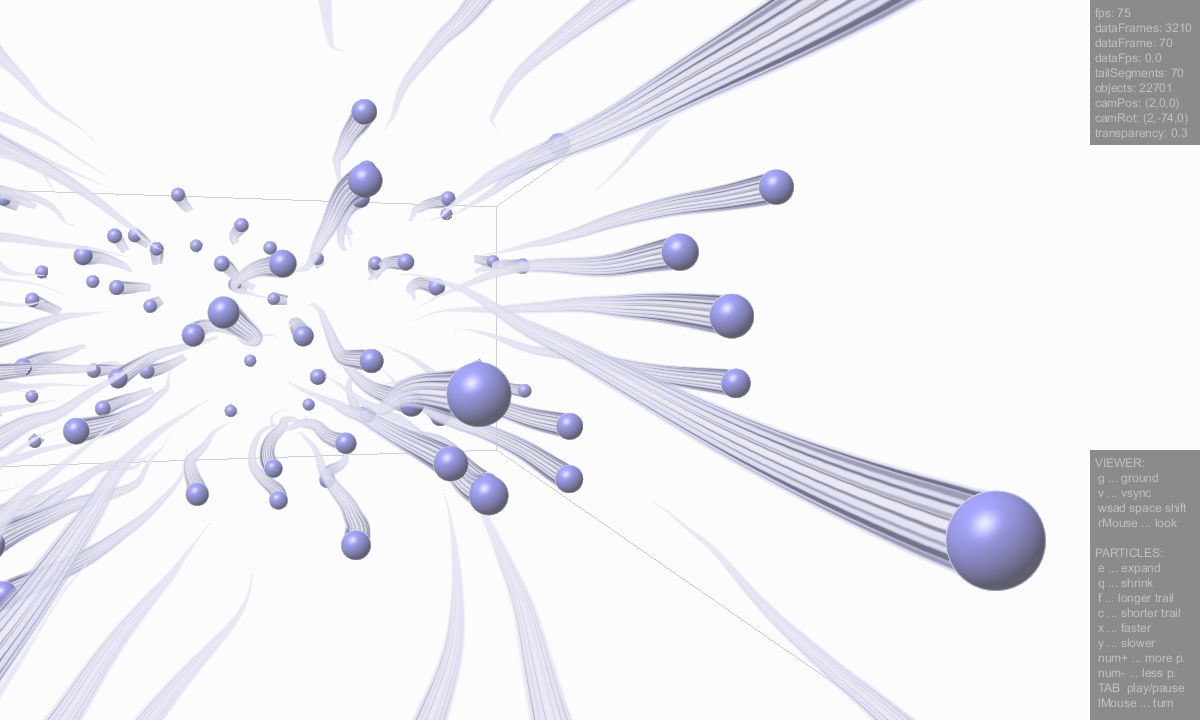 fps: 75
dataFrames: 3210
dataFrame: 70
dataFps: 0.0
tailSegments: 70
objects: 22701
camPos: (2,0,0)
camRot: (2,-74,0)
transparency: 0.3
VIEWER:
g ... ground
v ... vsync
wsad space shift
rMouse ... look
PARTICLES:
e ... expand
q ... shrink
f ... longer trail
c ... shorter trail
x ... faster
y ... slower
num+ ... more p.
num- ... less p.
TAB play/pause
lMouse ... turn